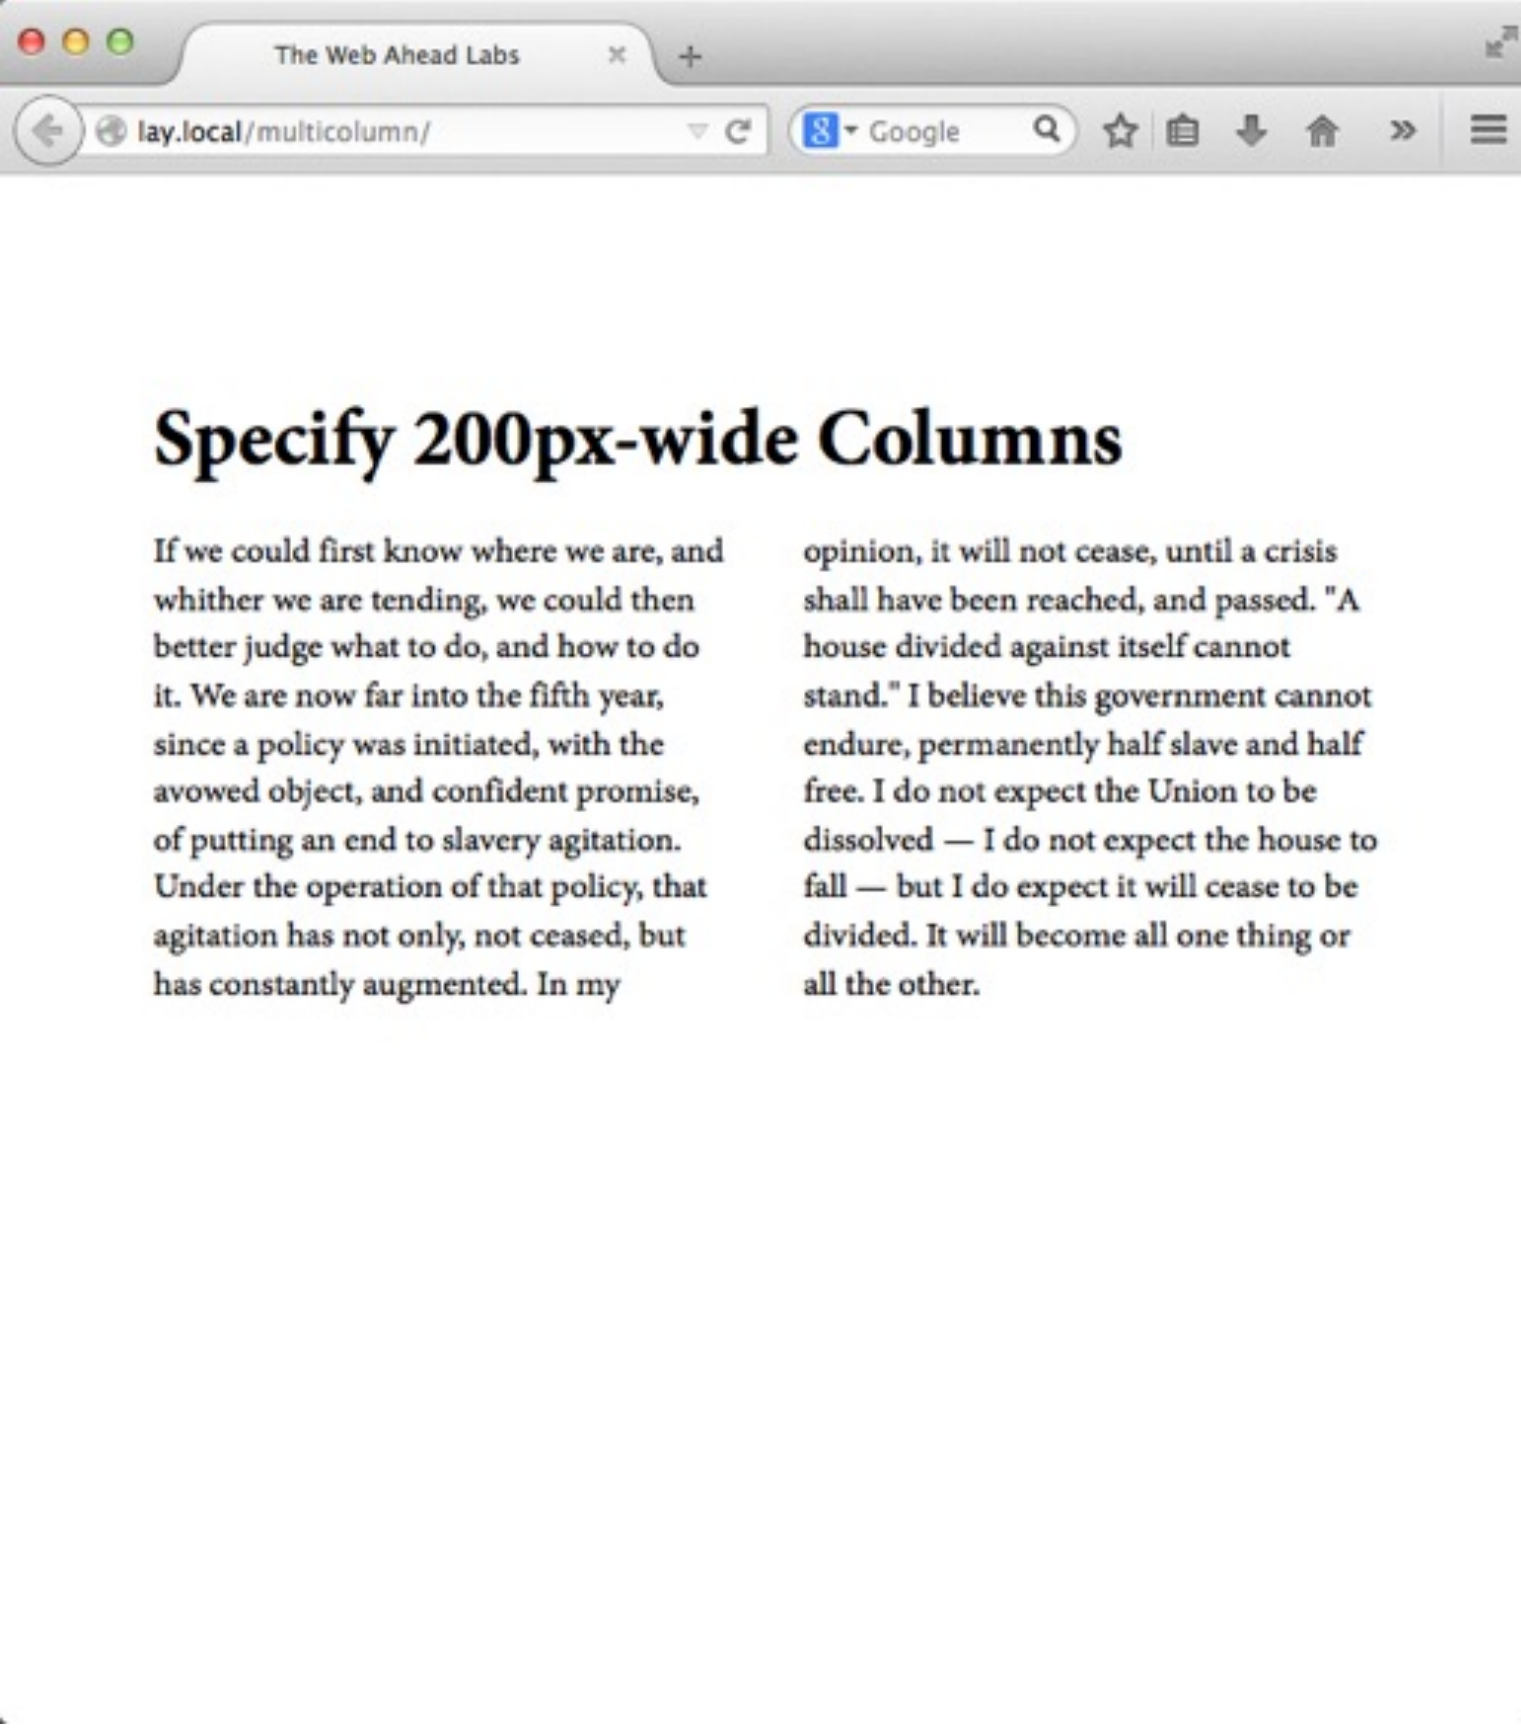 The Web Ahead Labs
lay.local/multicolumn/
Google
Specify 200px-wide Columns
If we could first know where we are, and
whither we are tending, we could then
better judge what to do, and how to do
it. We are now far into the fifth year,
since a policy was initiated, with the
avowed object, and confident promise,
of putting an end to slavery agitation.
Under the operation of that policy, that
agitation has not only, not ceased, but
has constantly augmented. In my
opinion, it will not cease, until a crisis
shall have been reached, and passed. "A
house divided against itself cannot
stand." I believe this government cannot
endure, permanently half slave and half
free. I do not expect the Union to be
dissolved — I do not expect the house to
fall — but I do expect it will cease to be
divided. It will become all one thing or
all the other.